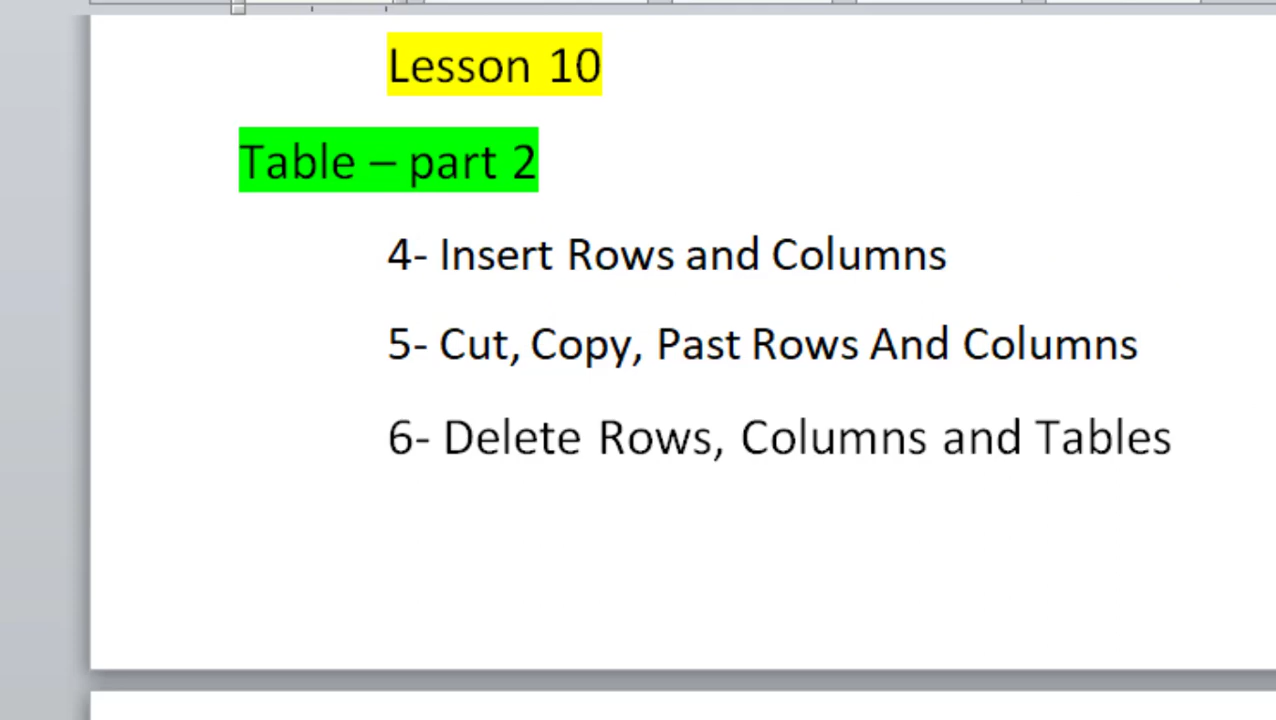 Lesson 10
Table – part 2
4- Insert Rows and Columns
5- Cut, Copy, Past Rows And Columns
6- Delete Rows, Columns and Tables